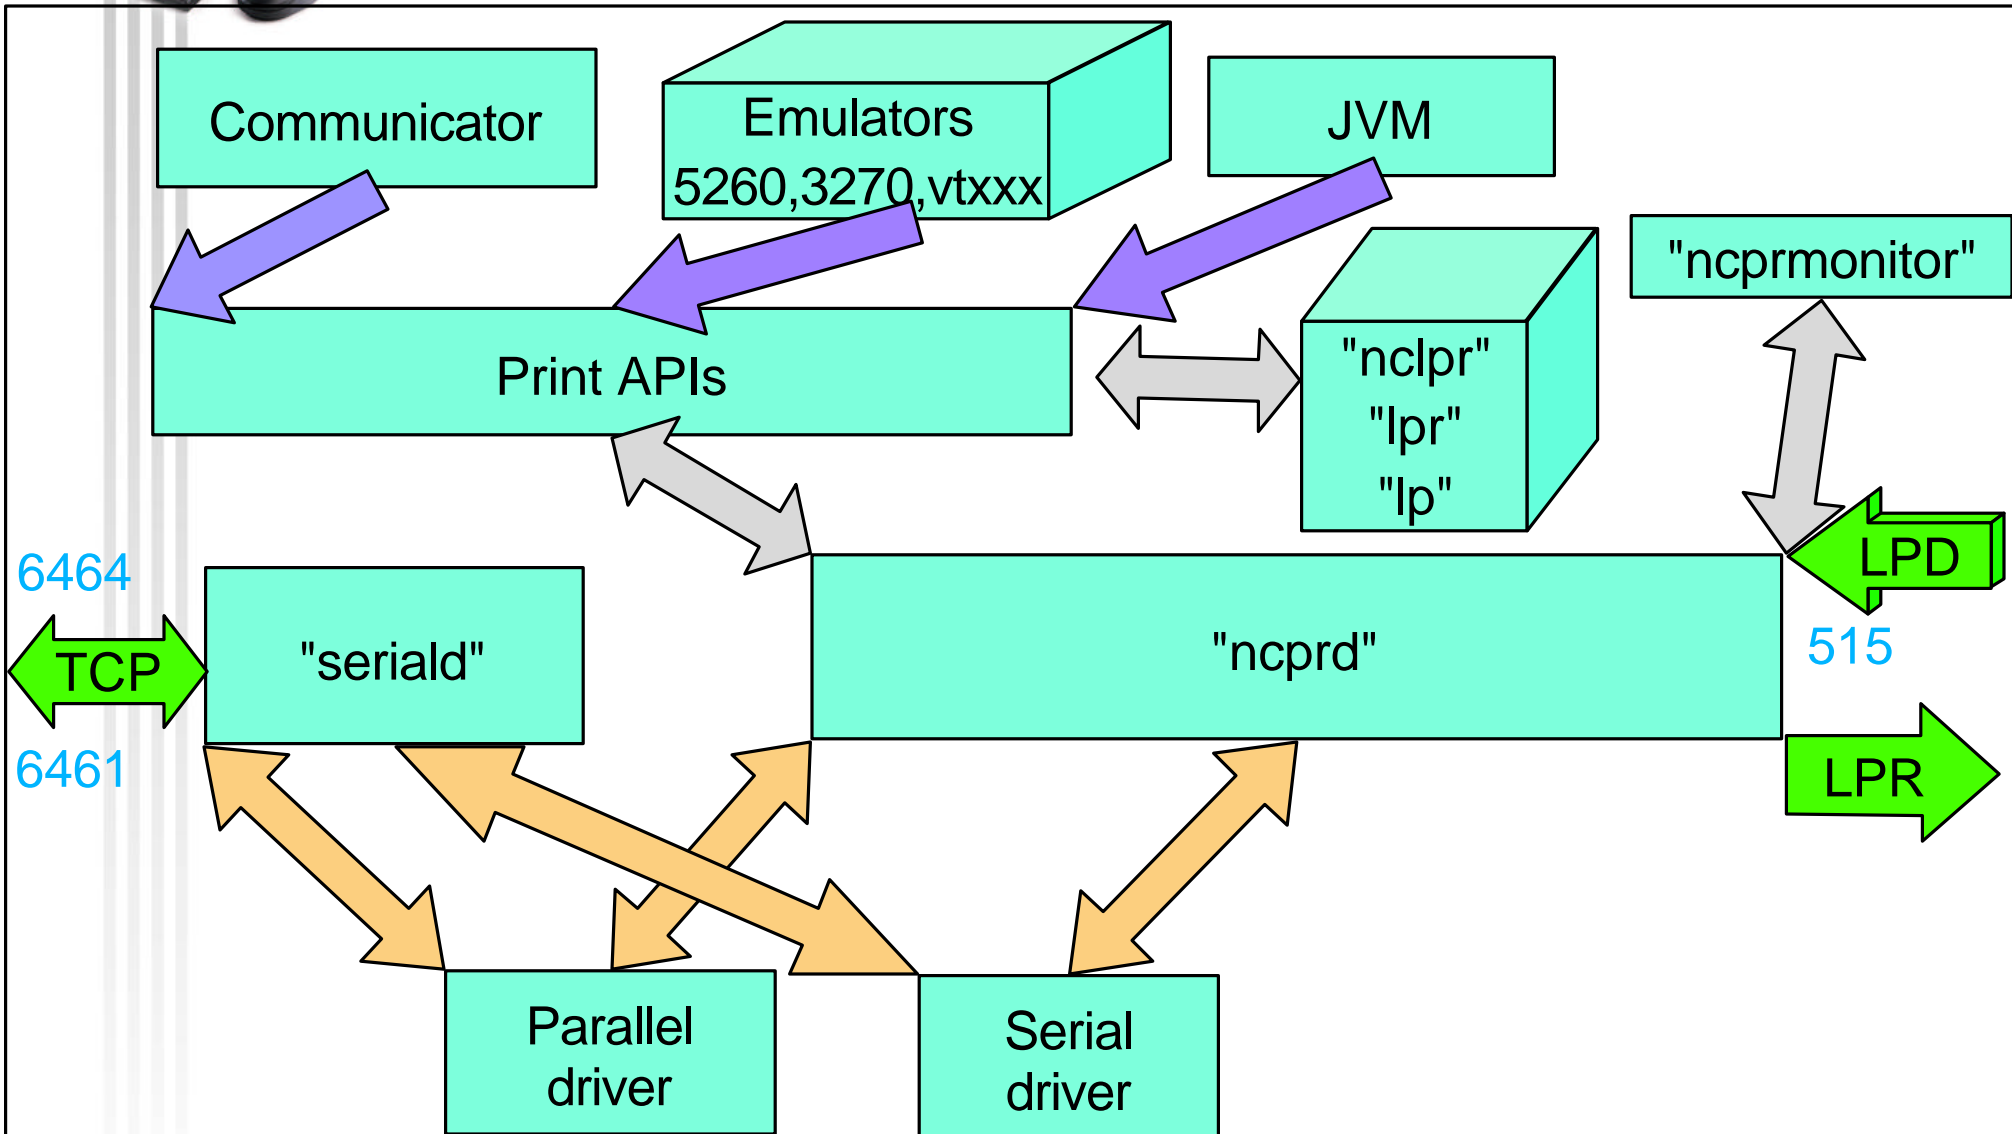 Communicator
Emulators
5260,3270,vtxxx
JVM
"ncprmonitor"
Print APIs
"nclpr"
"lpr"
"lp"
6464
TCP
6461
"seriald"
"ncprd"
LPD
515
LPR
Parallel
driver
Serial
driver